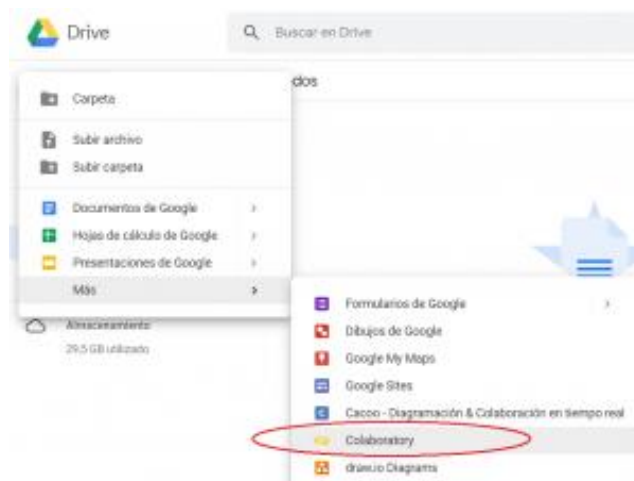 Drive
Buscar en Drive
dos
Carpeta
Subir archivo
Subir carpeta
Documentos de Google
Hojas de cálculo de Google
Presentaciones de Google
Más
Almacenamiento
29,5 GB utilizado
Formularios de Google
Dibujos de Google
Google My Maps
Google Sites
Cacoo - Diagramación & Colaboración en tiempo real
Colaboratory
draw.io Diagrams